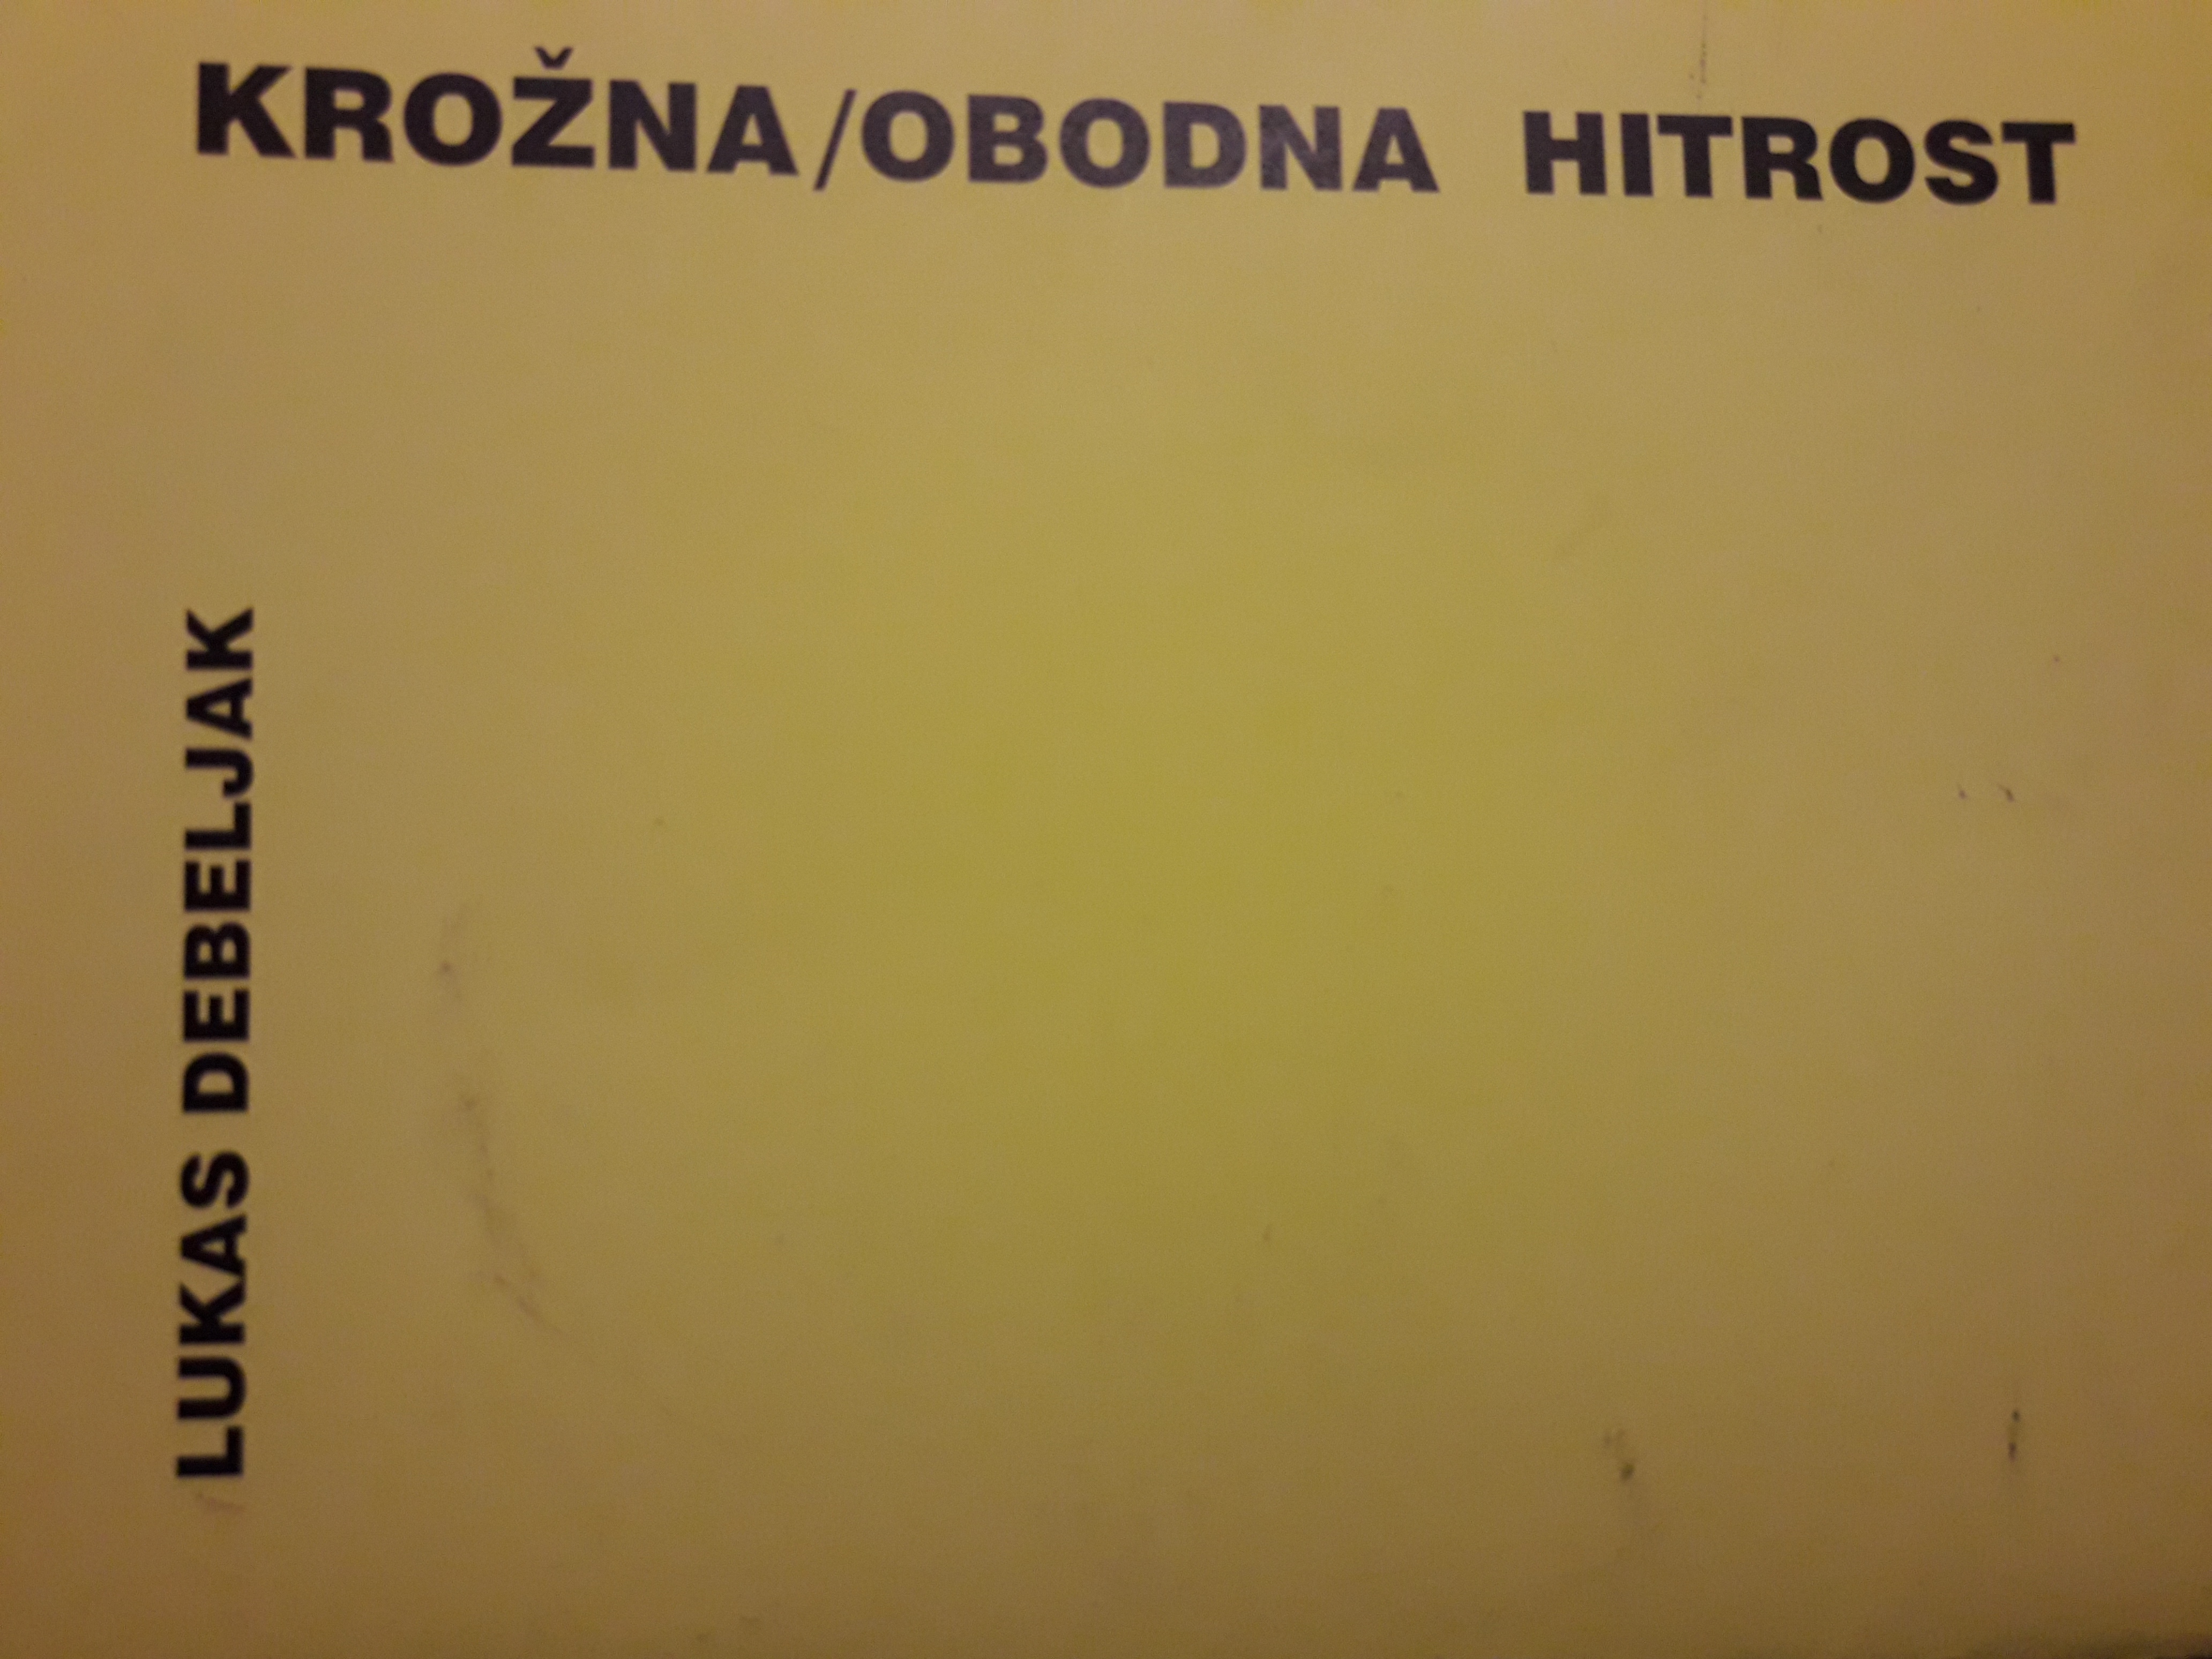 KROŽNA/OBODNA HITROST
LUKAS DEBELJAK